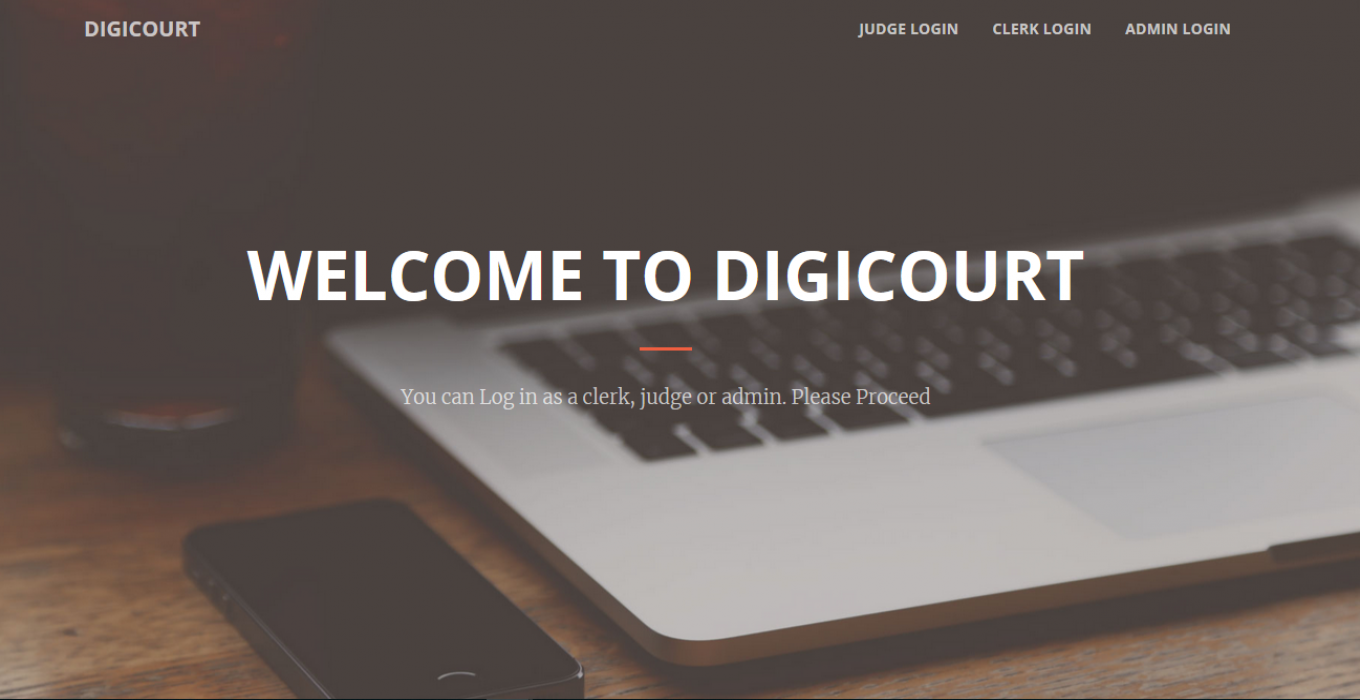 DIGICOURT
JUDGE LOGIN CLERK LOGIN ADMIN LOGIN
WELCOME TO DIGICOURT
You can Log in as a clerk, judge or admin. Please Proceed